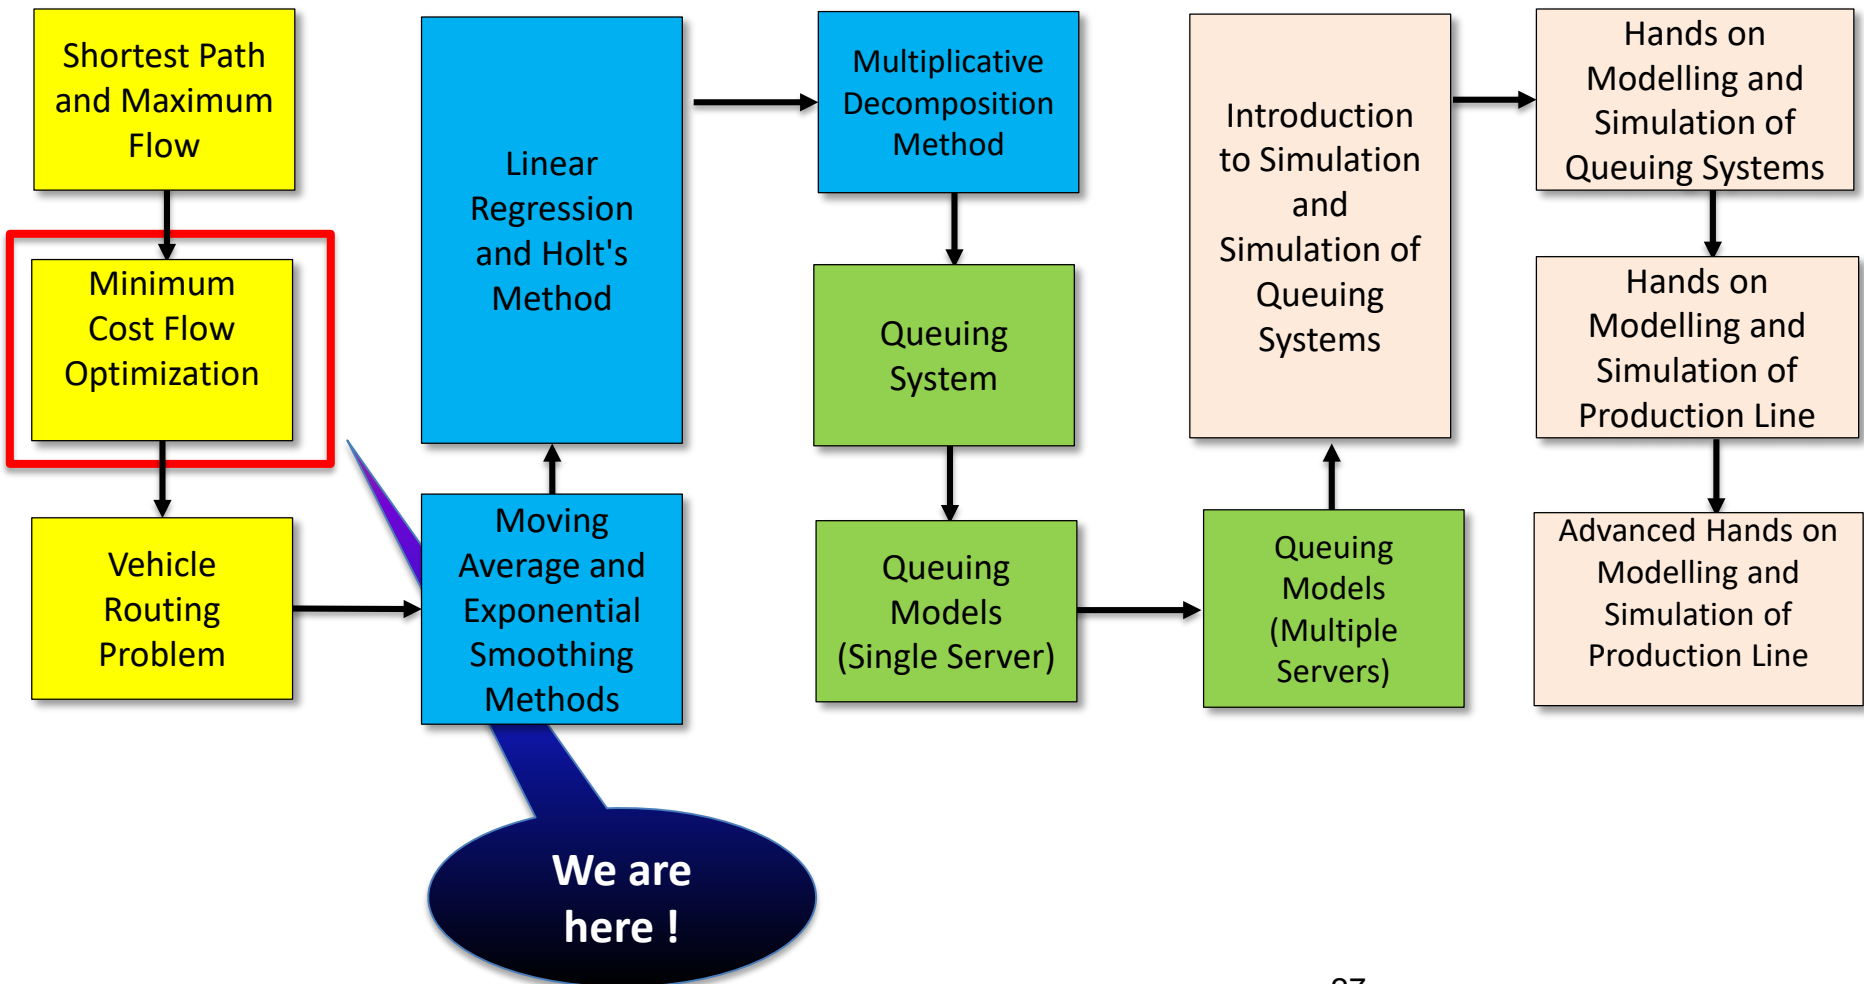 Shortest Path
and Maximum
Flow
Minimum
Cost Flow
Optimization
Vehicle
Routing
Problem
Linear
Regression
and Holt's
Method
Moving
Average and
Exponential
Smoothing
Methods
Multiplicative
Decomposition
Method
Queuing
System
Queuing
Models
(Single Server)
Introduction
to Simulation
and
Simulation of
Queuing
Systems
Queuing
Models
(Multiple
Servers)
Hands on
Modelling and
Simulation of
Queuing Systems
Hands on
Modelling and
Simulation of
Production Line
Advanced Hands on
Modelling and
Simulation of
Production Line
We are
here !